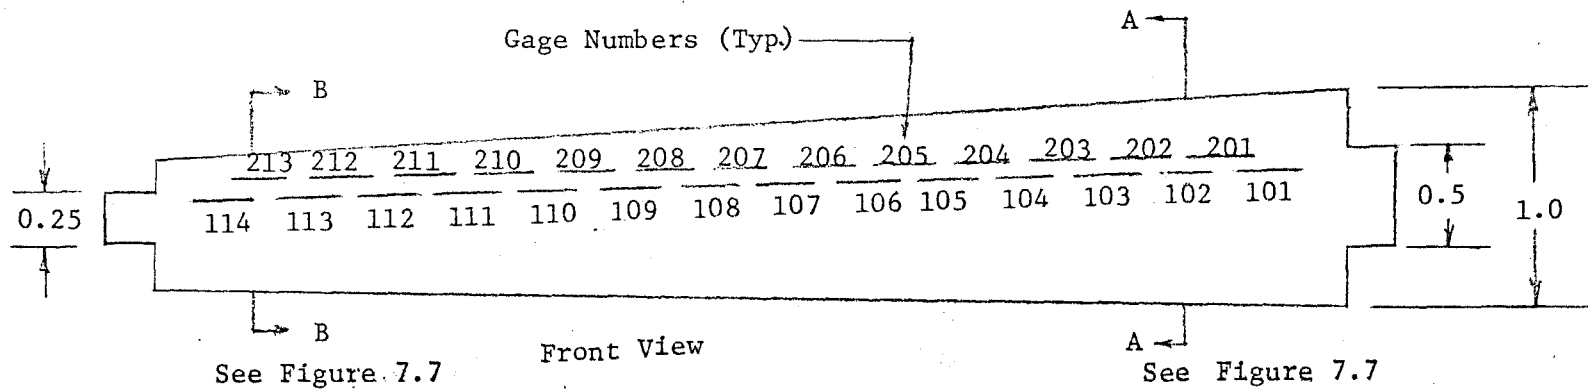 A
Gage Numbers (Typ.)
B
213 212 211 210 209 208 207 206 205 204 203 202 201
114 113 112 111 110 109 108 107 106 105 104 103 102 101
0.25
0.5
1.0
B
Front View
A
See Figure 7.7
See Figure 7.7